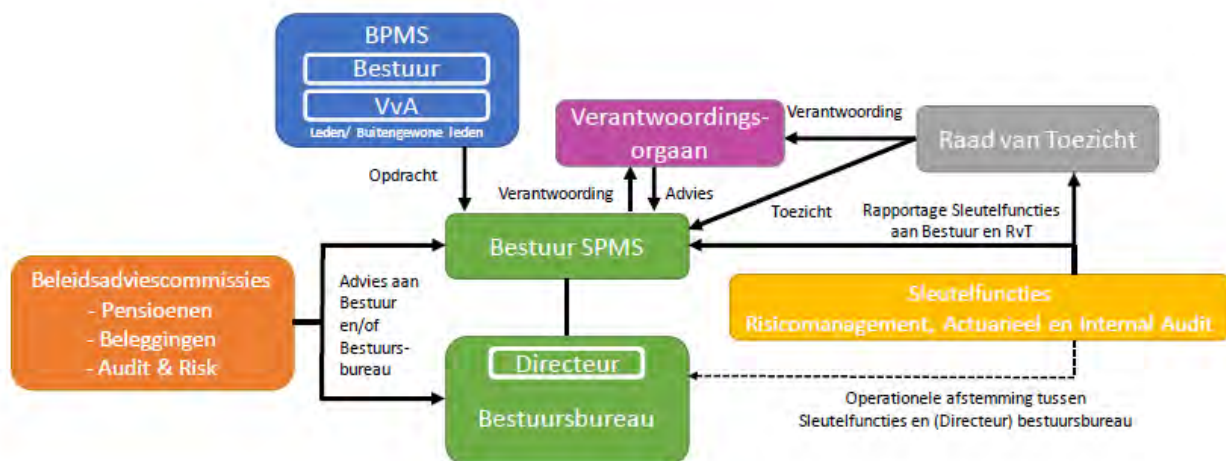 BPMS
Bestuur
VvA
Leden/ Buitengewone leden
Opdracht
Verantwoordings-
orgaan
Verantwoording
Raad van Toezicht
Verantwoording
Advies
Toezicht
Rapportage Sleutelfuncties
aan Bestuur en RvT
Bestuur SPMS
Beleidsadviescommissies
- Pensioenen
- Beleggingen
- Audit & Risk
Advies aan
Bestuur
en/of
Bestuurs-
bureau
Sleutelfuncties
Risicomanagement, Actuarieel en Internal Audit
Directeur
Bestuursbureau
Operationele afstemming tussen
Sleutelfuncties en (Directeur) bestuursbureau